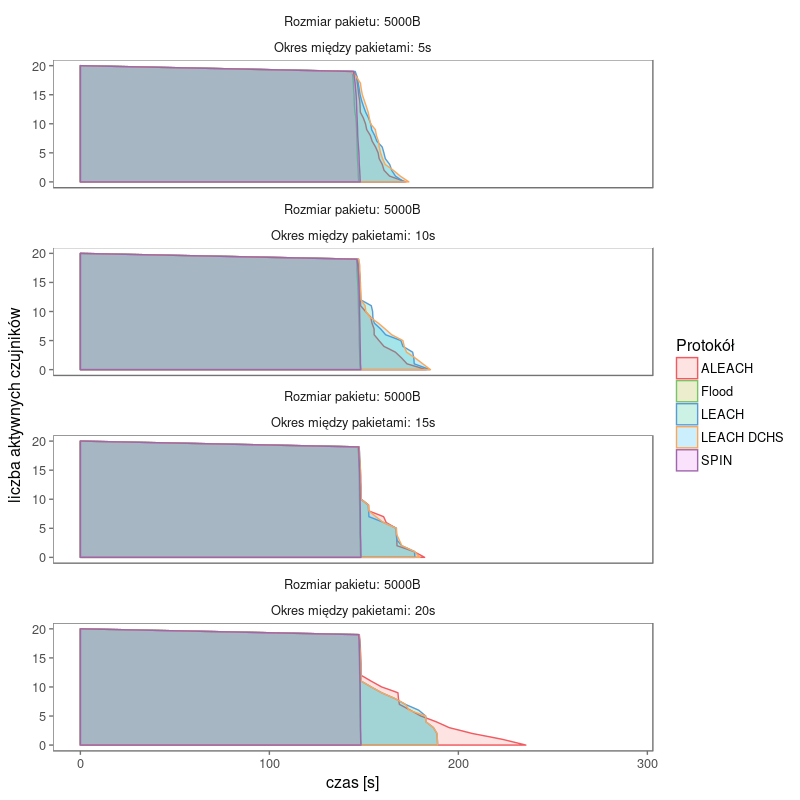 Rozmiar pakietu: 5000B
Okres między pakietami: 5s
20
15
10
5
0
Rozmiar pakietu: 5000B
Okres między pakietami: 10s
20
15
10
5
0
Rozmiar pakietu: 5000B
Okres między pakietami: 15s
20
15
10
5
0
Rozmiar pakietu: 5000B
Okres między pakietami: 20s
20
15
10
5
0
0 100 200 300
czas [s]
liczba aktywnych czujników
Protokół
ALEACH
Flood
LEACH
LEACH DCHS
SPIN